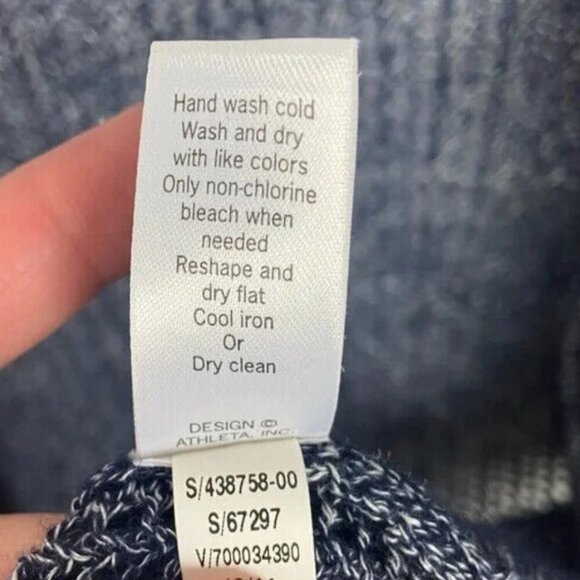 Hand wash cold
Wash and dry
with like colors
Only non-chlorine
bleach when
needed
Reshape and
dry flat
Cool iron
Or
Dry clean
DESIGN ©
ATHLETA, INC.
S/438758-00
S/67297
V/700034390